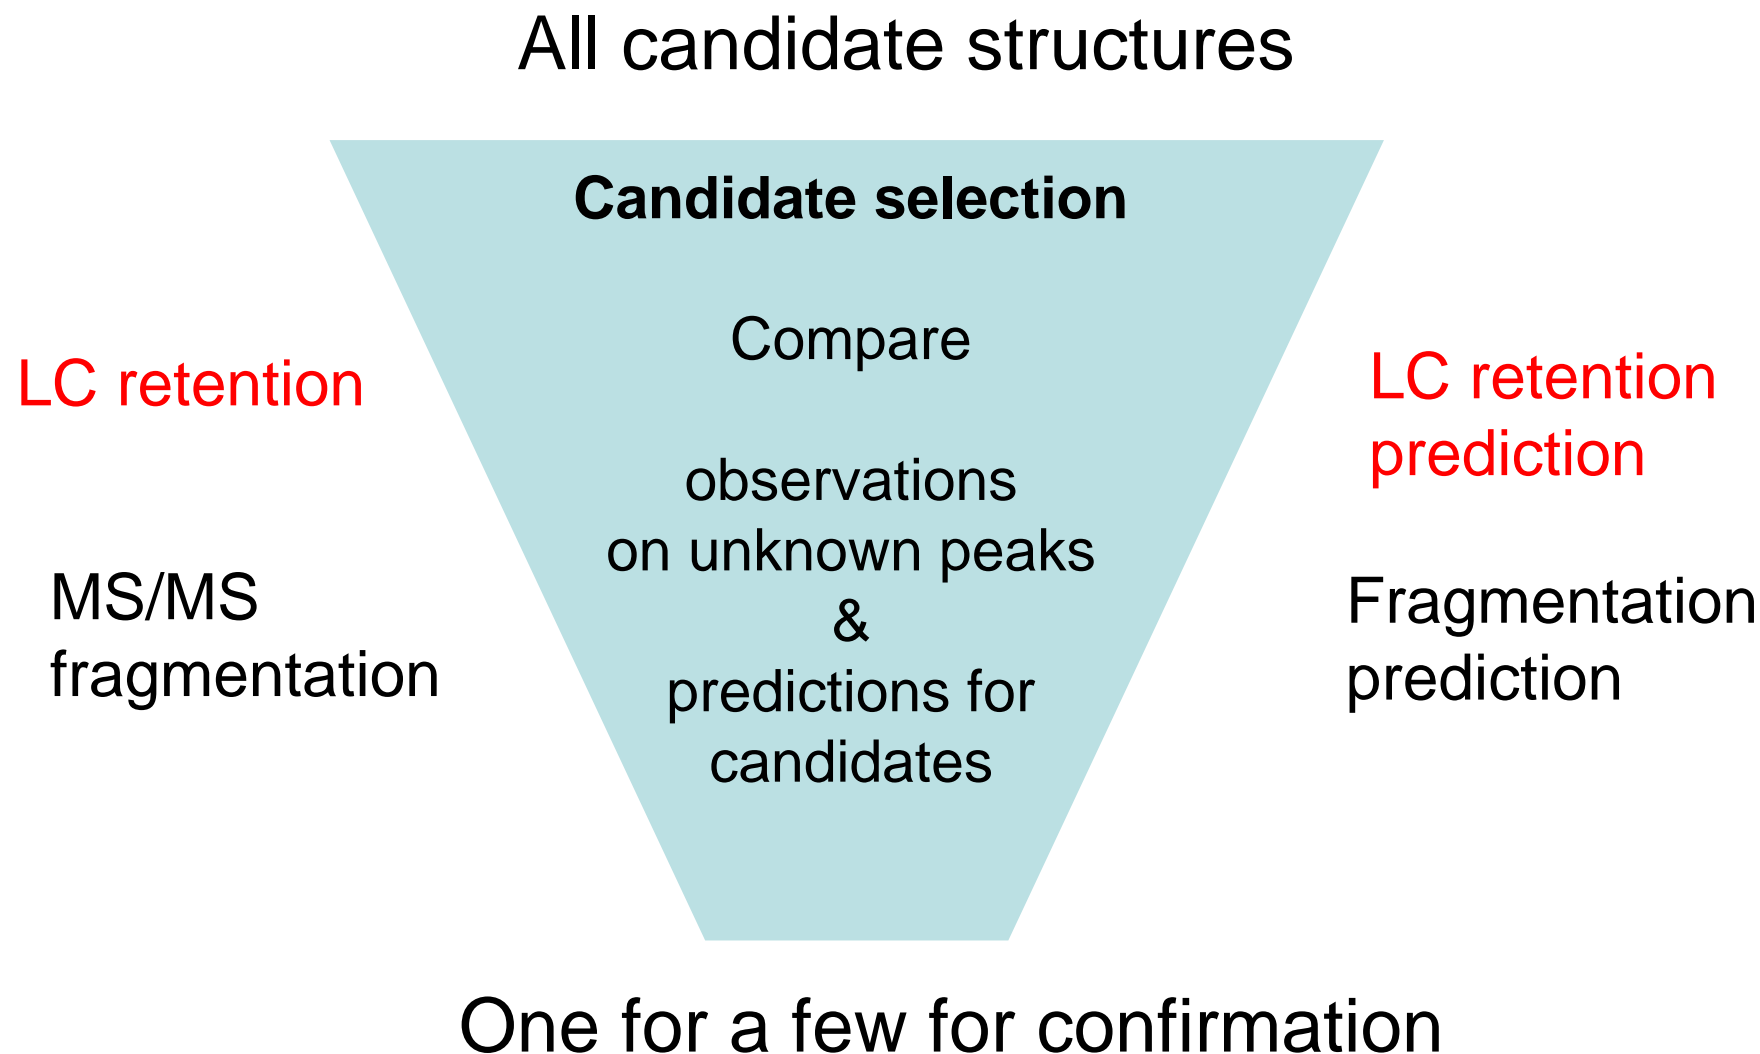 All candidate structures
Candidate selection
Compare
observations
on unknown peaks
&
predictions for
candidates
LC retention
MS/MS
fragmentation
LC retention
prediction
Fragmentation
prediction
One for a few for confirmation